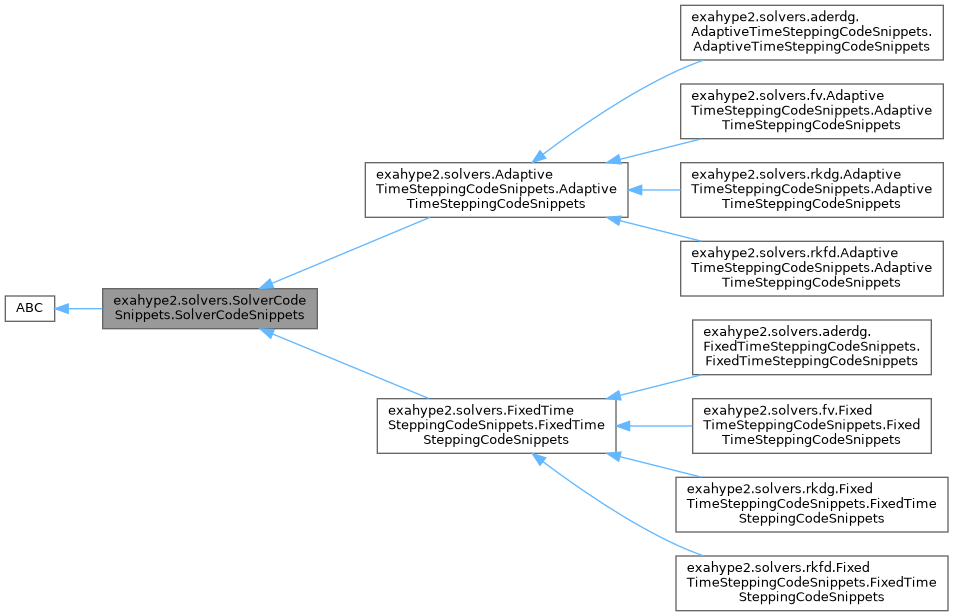 exahype2.solvers.aderdg.
AdaptiveTimeSteppingCodeSnippets.
AdaptiveTimeSteppingCodeSnippets
exahype2.solvers.fv.Adaptive
TimeSteppingCodeSnippets.Adaptive
TimeSteppingCodeSnippets
exahype2.solvers.Adaptive
TimeSteppingCodeSnippets.Adaptive
TimeSteppingCodeSnippets
exahype2.solvers.rkdg.Adaptive
TimeSteppingCodeSnippets.Adaptive
TimeSteppingCodeSnippets
exahype2.solvers.rkfd.Adaptive
TimeSteppingCodeSnippets.Adaptive
TimeSteppingCodeSnippets
ABC
exahype2.solvers.SolverCode
Snippets.SolverCodeSnippets
exahype2.solvers.aderdg.
FixedTimeSteppingCodeSnippets.
FixedTimeSteppingCodeSnippets
exahype2.solvers.FixedTime
SteppingCodeSnippets.FixedTime
SteppingCodeSnippets
exahype2.solvers.fv.Fixed
TimeSteppingCodeSnippets.Fixed
TimeSteppingCodeSnippets
exahype2.solvers.rkdg.Fixed
TimeSteppingCodeSnippets.FixedTime
SteppingCodeSnippets
exahype2.solvers.rkfd.Fixed
TimeSteppingCodeSnippets.FixedTime
SteppingCodeSnippets